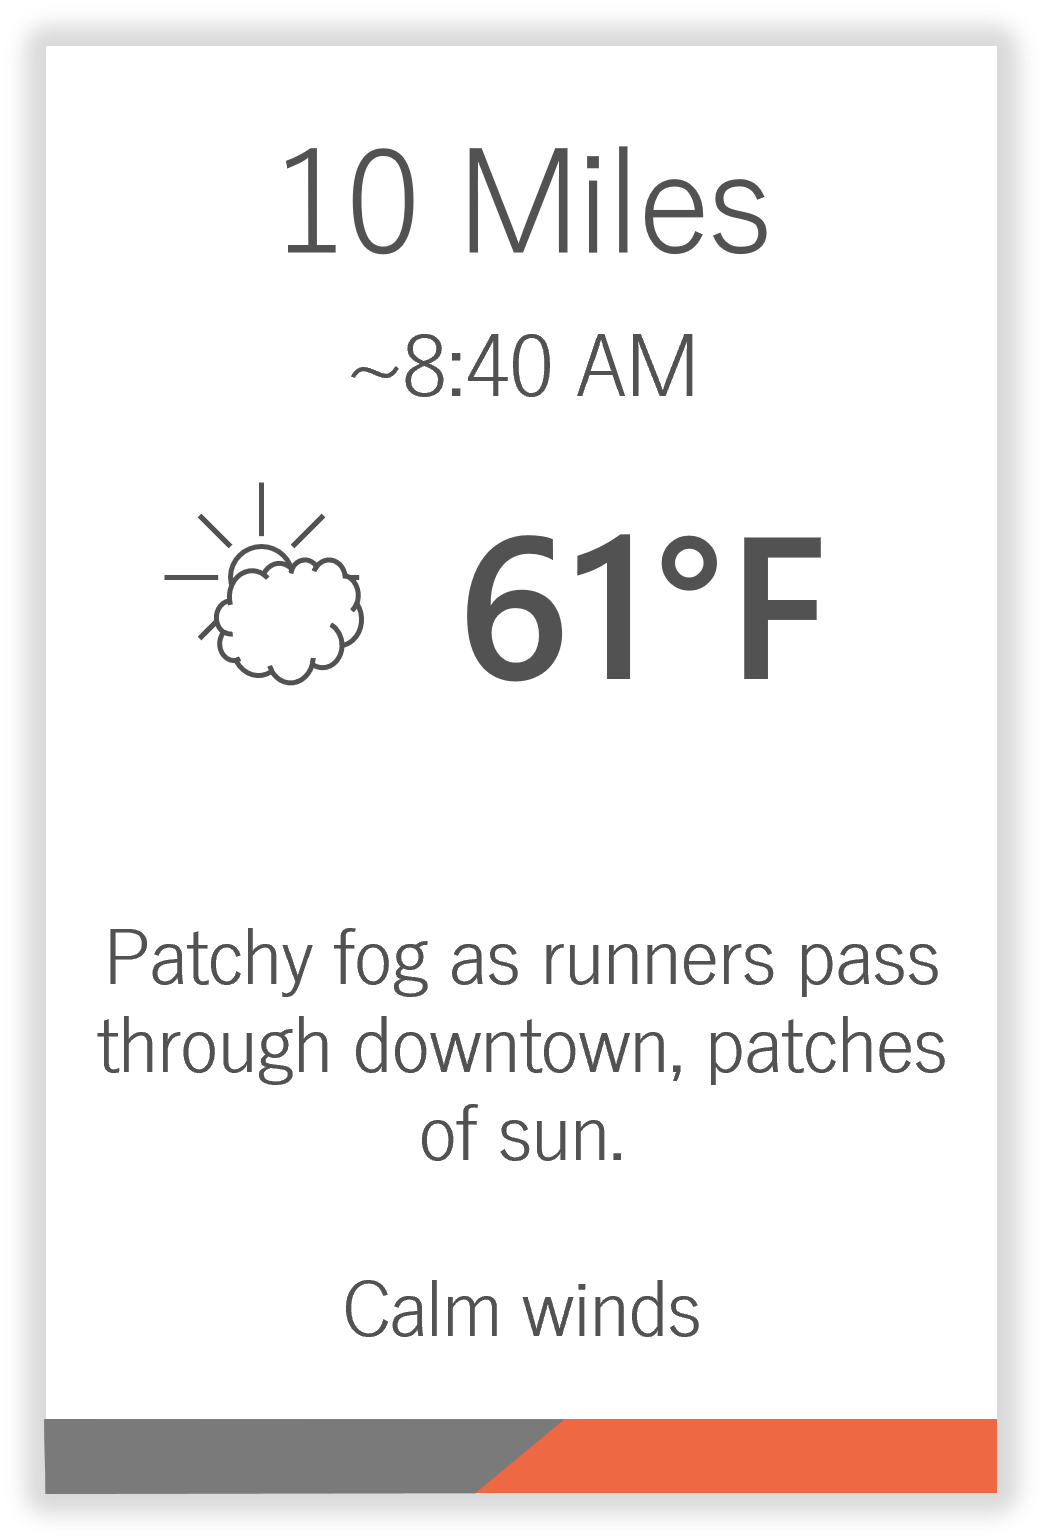 10 Miles
~8:40 AM
61°F
Patchy fog as runners pass
through downtown, patches
of sun.
Calm winds